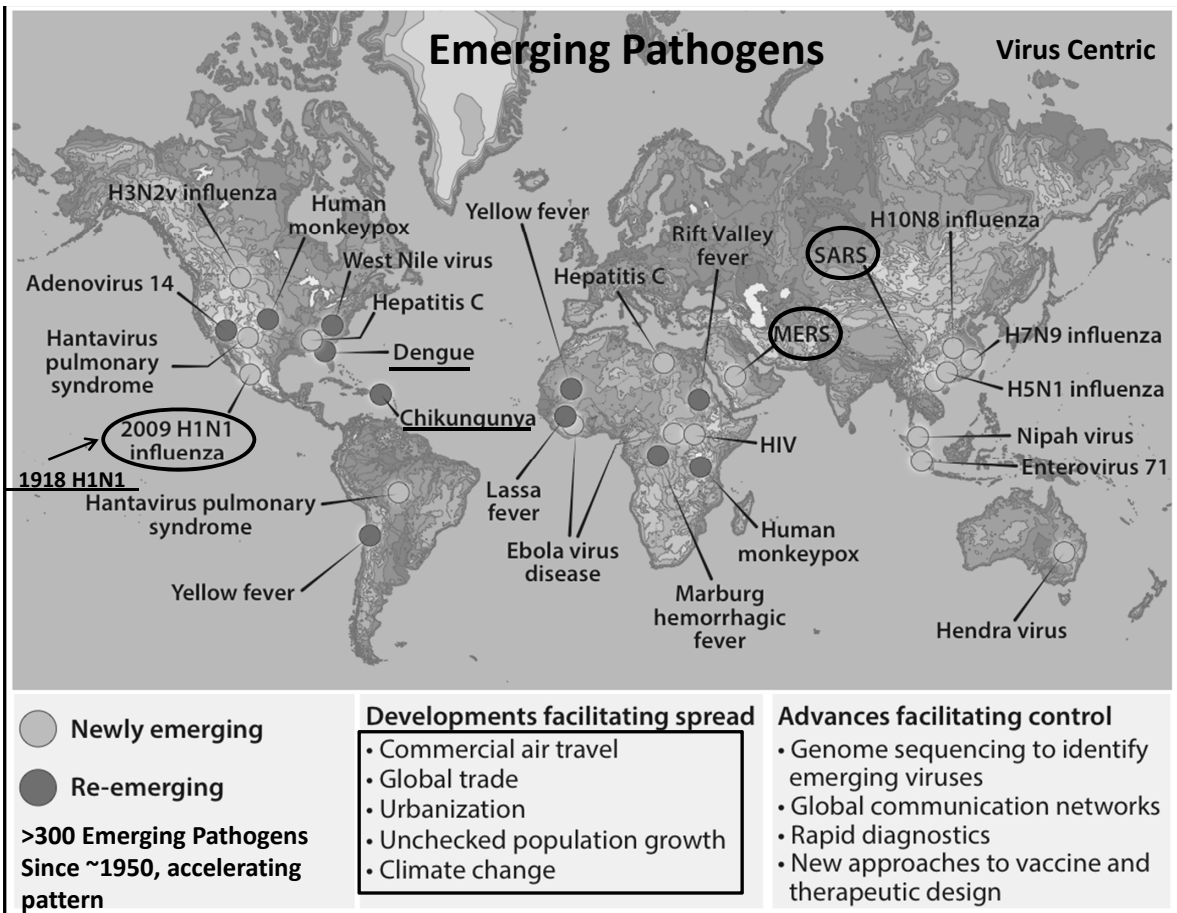 Emerging Pathogens
Virus Centric
H3N2v influenza
Human
monkeypox
West Nile virus
Adenovirus 14
Hepatitis C
Hantavirus
pulmonary
syndrome
Dengue
Chikungunya
2009 H1N1
influenza
1918 H1N1
Hantavirus pulmonary
syndrome
Yellow fever
Yellow fever
Hepatitis C
Rift Valley
fever
H10N8 influenza
SARS
MERS
H7N9 influenza
H5N1 influenza
HIV
Nipah virus
Enterovirus 71
Lassa
fever
Ebola virus
disease
Human
monkeypox
Marburg
hemorrhagic
fever
Hendra virus
Newly emerging
Re-emerging
>300 Emerging Pathogens
Since ~1950, accelerating
pattern
Developments facilitating spread
• Commercial air travel
• Global trade
• Urbanization
• Unchecked population growth
• Climate change
Advances facilitating control
• Genome sequencing to identify
emerging viruses
• Global communication networks
• Rapid diagnostics
• New approaches to vaccine and
therapeutic design